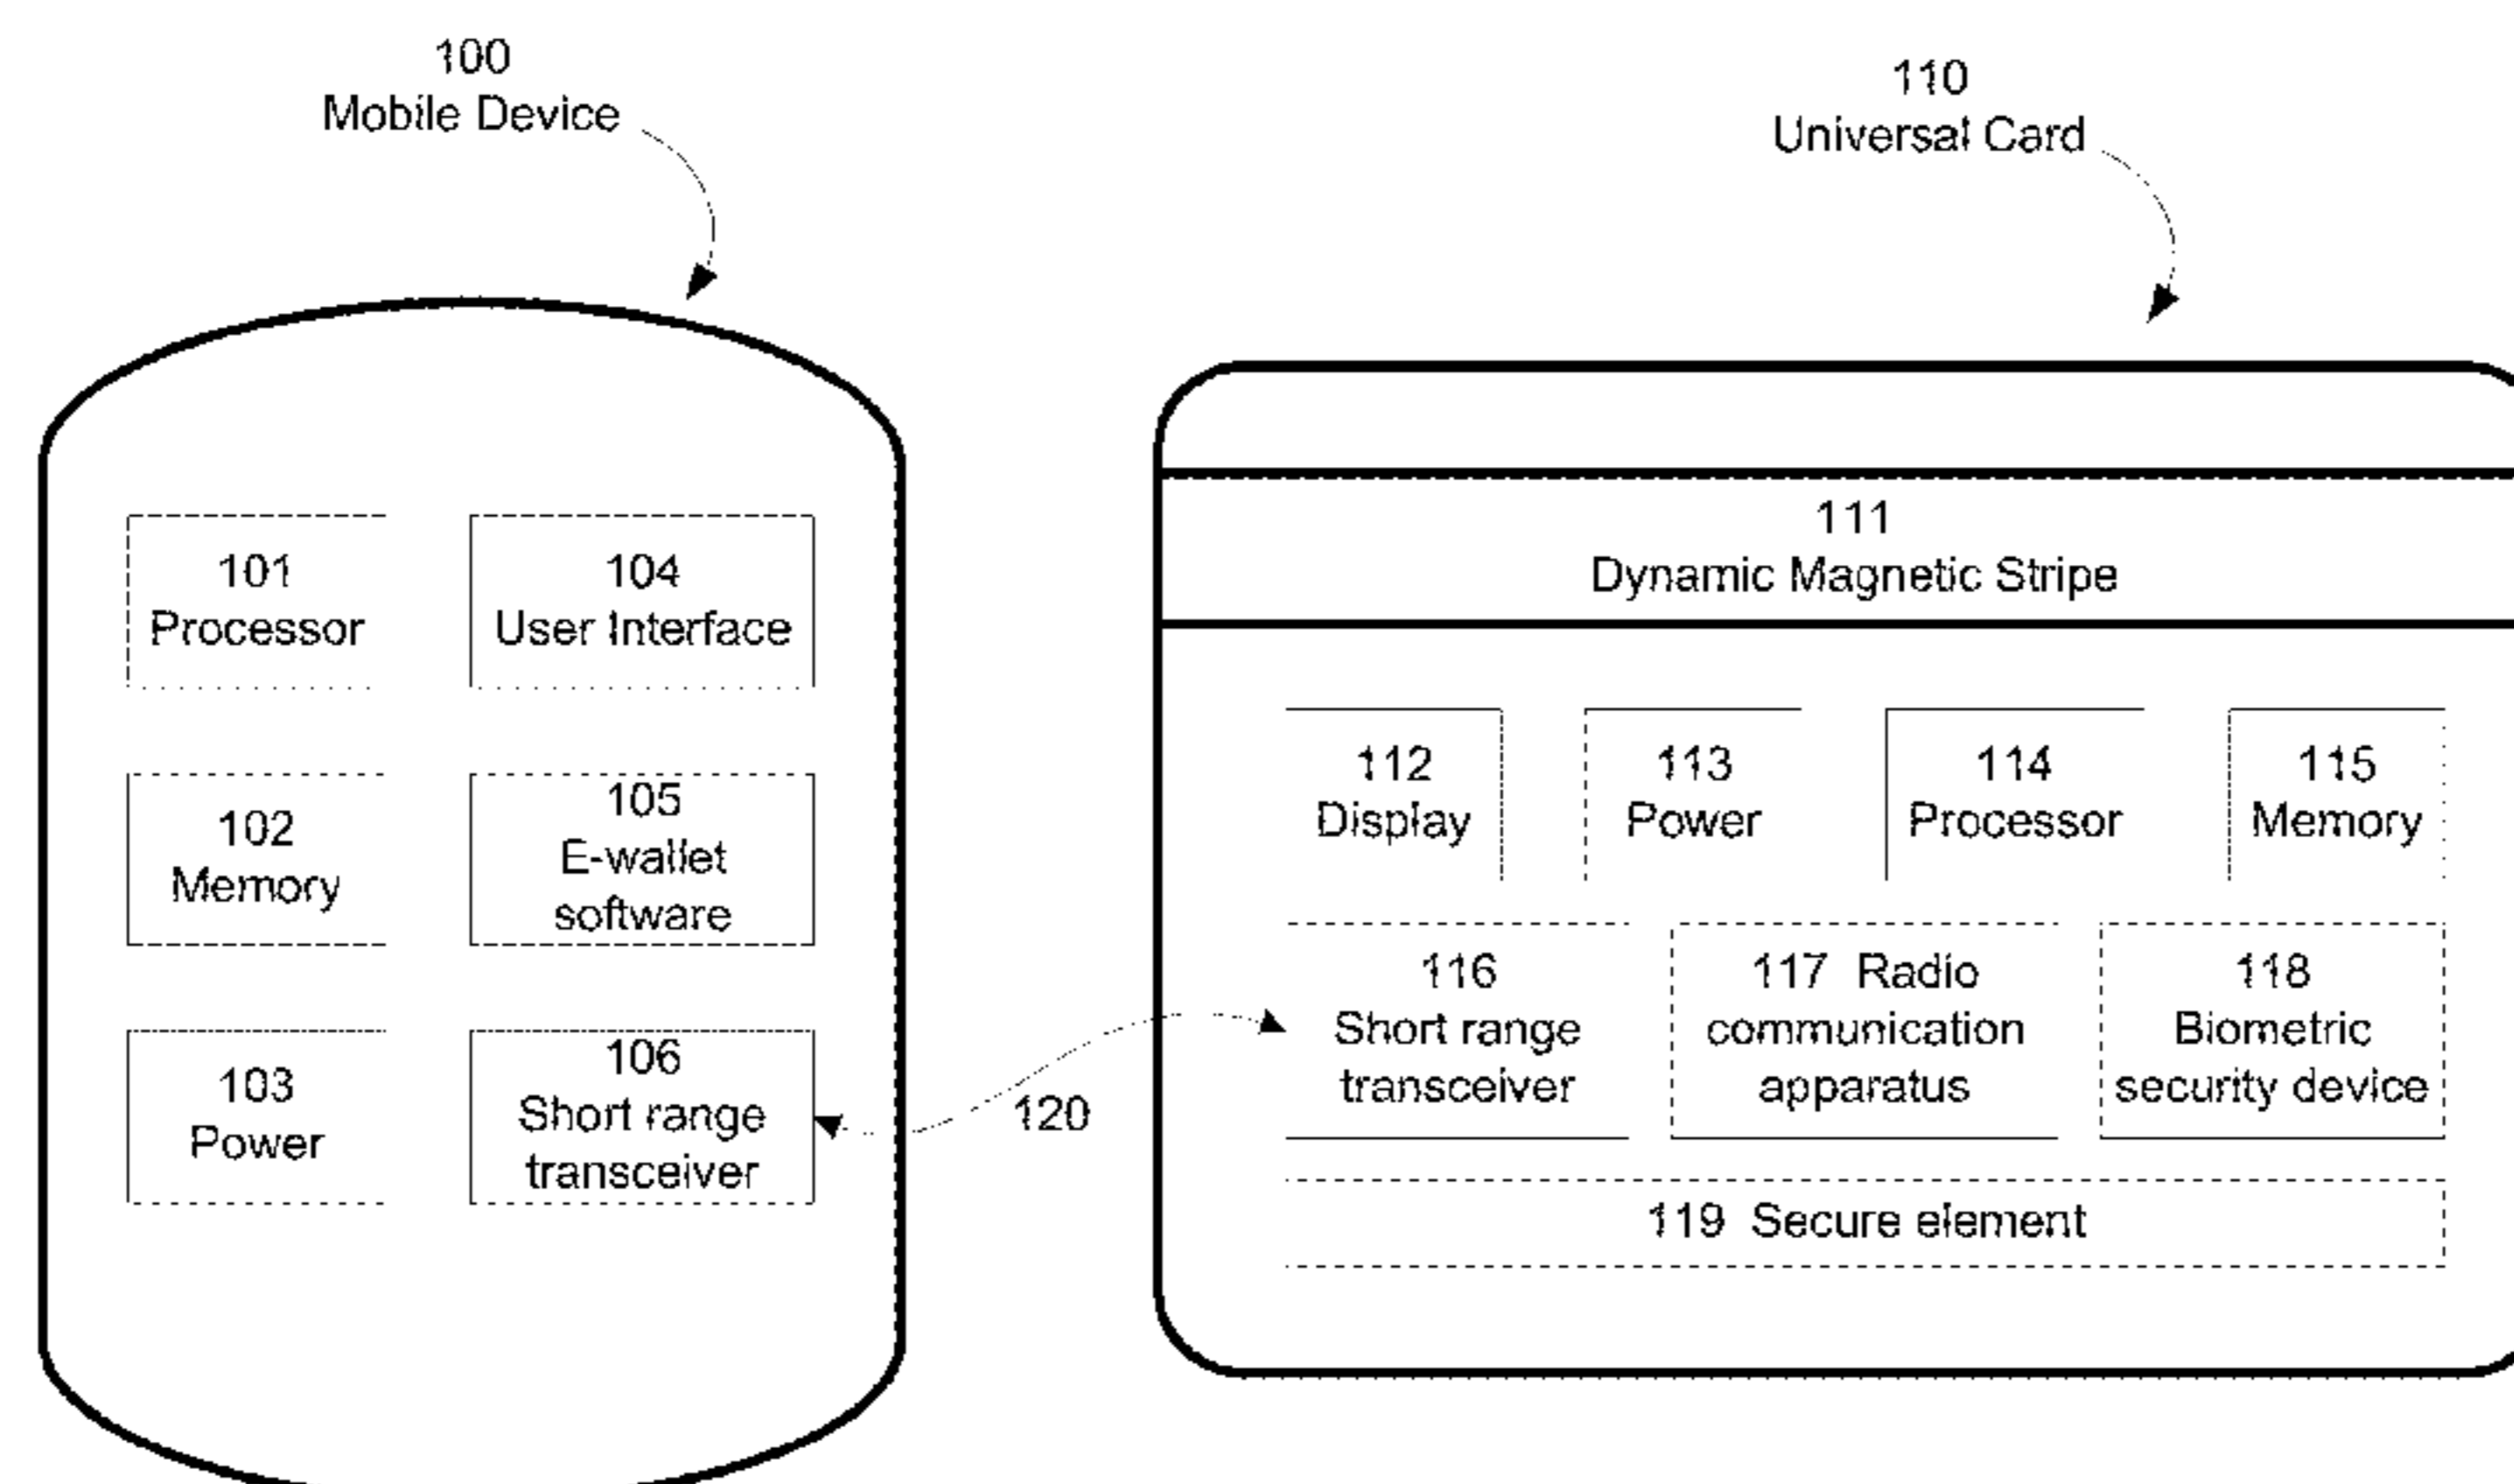 100
Mobile Device
110
Universal Card
101
Processor
104
User Interface
102
Memory
105
E-wallet
software
103
Power
106
Short range
transceiver
120
111
Dynamic Magnetic Stripe
112
Display
113
Power
114
Processor
115
Memory
116
Short range
transceiver
117 Radio
communication
apparatus
118
Biometric
security device
119 Secure element